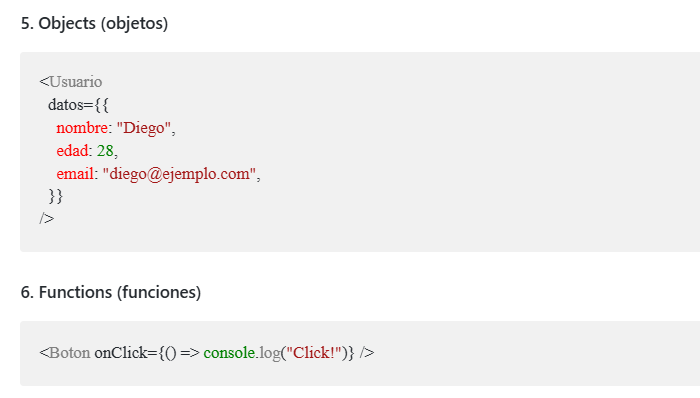 5. Objects (objetos)
<Usuario
datos={{
nombre: "Diego",
edad: 28,
email: "diego@ejemplo.com",
}}
/>
6. Functions (funciones)
<Boton onClick={() => console.log("Click!")} />